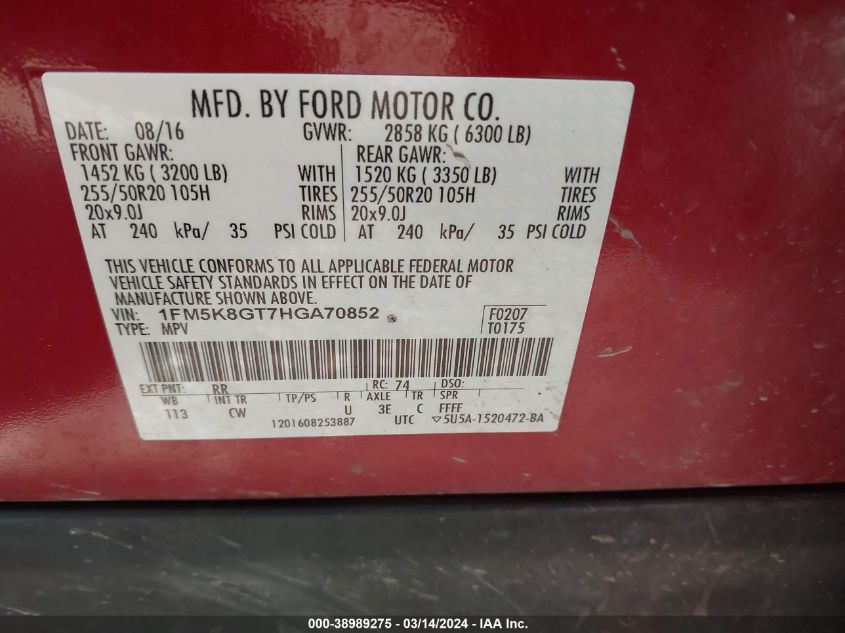 MFD. BY FORD MOTOR CO.
DATE: 08/16 GVWR: 2858 KG ( 6300 LB)
FRONT GAWR: REAR GAWR:
1452 KG ( 3200 LB) WITH 1520 KG ( 3350 LB) WITH
255/50R20 105H TIRES 255/50R20 105H TIRES
20x9.0J RIMS 20x9.0J RIMS
AT 240 kPa/ 35 PSI COLD AT 240 kPa/ 35 PSI COLD
THIS VEHICLE CONFORMS TO ALL APPLICABLE FEDERAL MOTOR
VEHICLE SAFETY STANDARDS IN EFFECT ON THE DATE OF
MANUFACTURE SHOWN ABOVE.
VIN: 1FM5K8GT7HGA70852 F0207
TYPE: MPV T0175
EXT PNT: RR RC: 74 DSO:
WB INT TR TP/PS R AXLE TR SPR
113 CW U 3E C FFFF
1201608253887 UTC ▽5U5A-1520472-BA
000-38989275 - 03/14/2024 - WWW.IAAI.COM